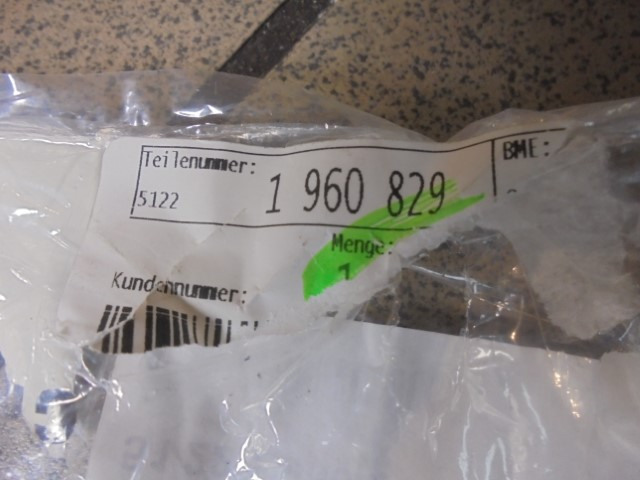 Teilenummer: BME:
5122 1 960 829
Menge:
1
Kundennummer: